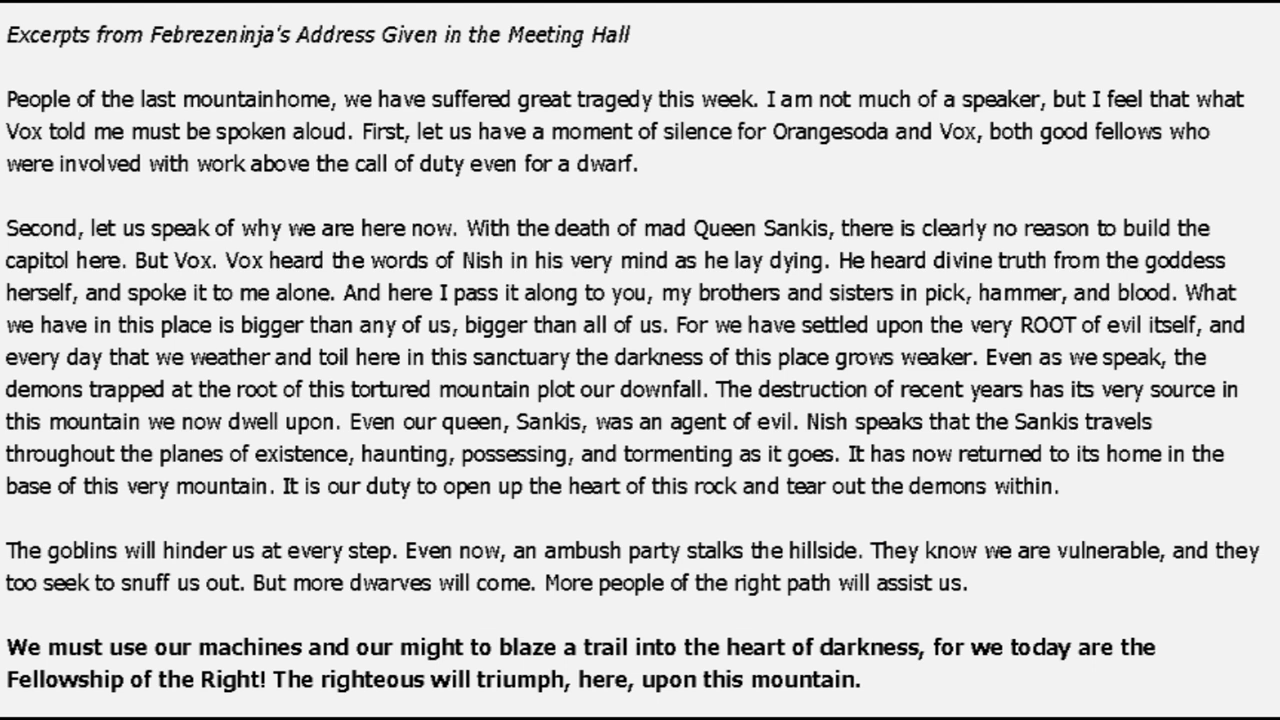 Excerpts from Febrezeninja's Address Given in the Meeting Hall
People of the last mountainhome, we have suffered great tragedy this week. I am not much of a speaker, but I feel that what
Vox told me must be spoken aloud. First, let us have a moment of silence for Orangesoda and Vox, both good fellows who
were involved with work above the call of duty even for a dwarf.
Second, let us speak of why we are here now. With the death of mad Queen Sankis, there is clearly no reason to build the
capitol here. But Vox. Vox heard the words of Nish in his very mind as he lay dying. He heard divine truth from the goddess
herself, and spoke it to me alone. And here I pass it along to you, my brothers and sisters in pick, hammer, and blood. What
we have in this place is bigger than any of us, bigger than all of us. For we have settled upon the very ROOT of evil itself, and
every day that we weather and toil here in this sanctuary the darkness of this place grows weaker. Even as we speak, the
demons trapped at the root of this tortured mountain plot our downfall. The destruction of recent years has its very source in
this mountain we now dwell upon. Even our queen, Sankis, was an agent of evil. Nish speaks that the Sankis travels
throughout the planes of existence, haunting, possessing, and tormenting as it goes. It has now returned to its home in the
base of this very mountain. It is our duty to open up the heart of this rock and tear out the demons within.
The goblins will hinder us at every step. Even now, an ambush party stalks the hillside. They know we are vulnerable, and they
too seek to snuff us out. But more dwarves will come. More people of the right path will assist us.
We must use our machines and our might to blaze a trail into the heart of darkness, for we today are the
Fellowship of the Right! The righteous will triumph, here, upon this mountain.